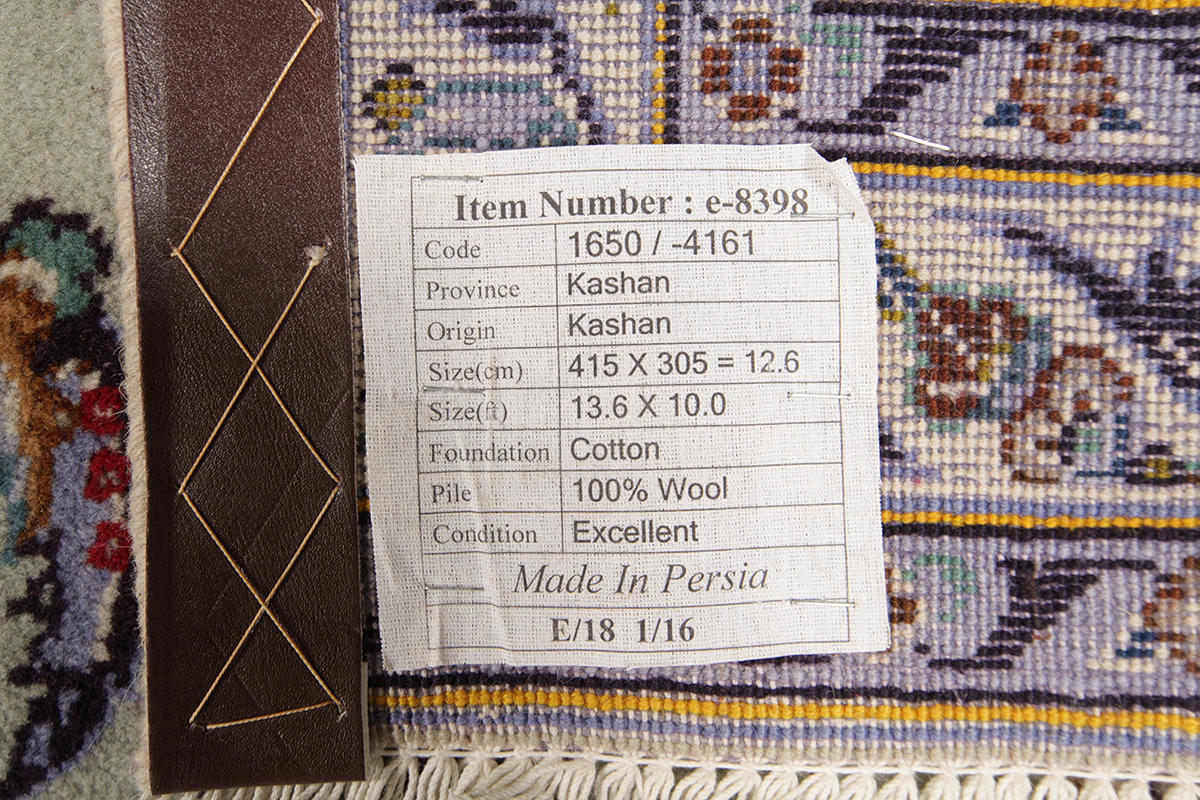 Item Number : e-8398
Code 1650 / -4161
Province Kashan
Origin Kashan
Size(cm) 415 X 305 = 12.6
Size(ft) 13.6 X 10.0
Foundation Cotton
Pile 100% Wool
Condition Excellent
Made In Persia
E/18 1/16